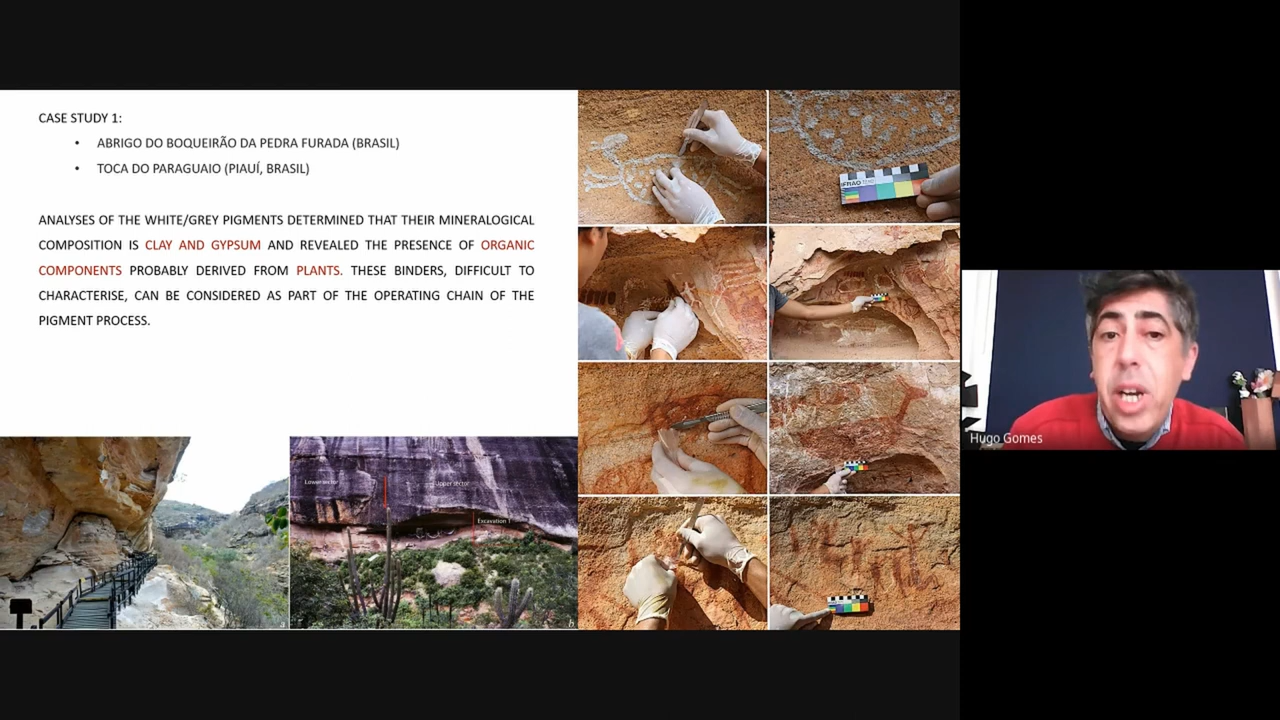 CASE STUDY 1:
• ABRIGO DO BOQUEIRÃO DA PEDRA FURADA (BRASIL)
• TOCA DO PARAGUAIO (PIAUÍ, BRASIL)
ANALYSES OF THE WHITE/GREY PIGMENTS DETERMINED THAT THEIR MINERALOGICAL
COMPOSITION IS CLAY AND GYPSUM AND REVEALED THE PRESENCE OF ORGANIC
COMPONENTS PROBABLY DERIVED FROM PLANTS. THESE BINDERS, DIFFICULT TO
CHARACTERISE, CAN BE CONSIDERED AS PART OF THE OPERATING CHAIN OF THE
PIGMENT PROCESS.
IFRAO
Lower sector
Upper sector
Excavation 1
a
b
Hugo Gomes